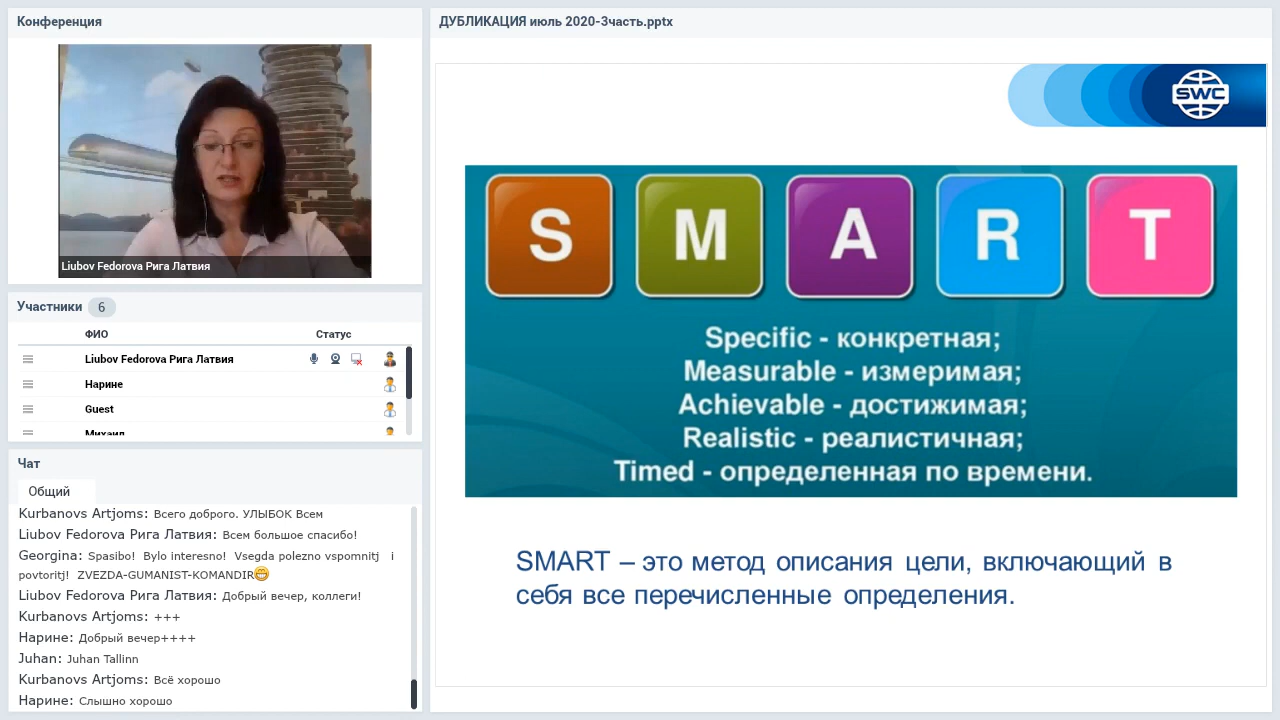 Конференция
Liubov Fedorova Рига Латвия
Участники 6
ФИО Статус
Liubov Fedorova Рига Латвия
Нарине
Guest
Михаил
Чат
Общий
Kurbanovs Artjoms: Всего доброго. УЛЫБОК Всем
Liubov Fedorova Рига Латвия: Всем большое спасибо!
Georgina: Spasibo! Bylo interesno! Vsegda polezno vspomnitj i
povtoritj! ZVEZDA-GUMANIST-KOMANDIR😁
Liubov Fedorova Рига Латвия: Добрый вечер, коллеги!
Kurbanovs Artjoms: +++
Нарине: Добрый вечер++++
Juhan: Juhan Tallinn
Kurbanovs Artjoms: Всё хорошо
Нарине: Слышно хорошо
ДУБЛИКАЦИЯ июль 2020-3часть.pptx
SWC
S M A R T
Specific - конкретная;
Measurable - измеримая;
Achievable - достижимая;
Realistic - реалистичная;
Timed - определенная по времени.
SMART – это метод описания цели, включающий в
себя все перечисленные определения.